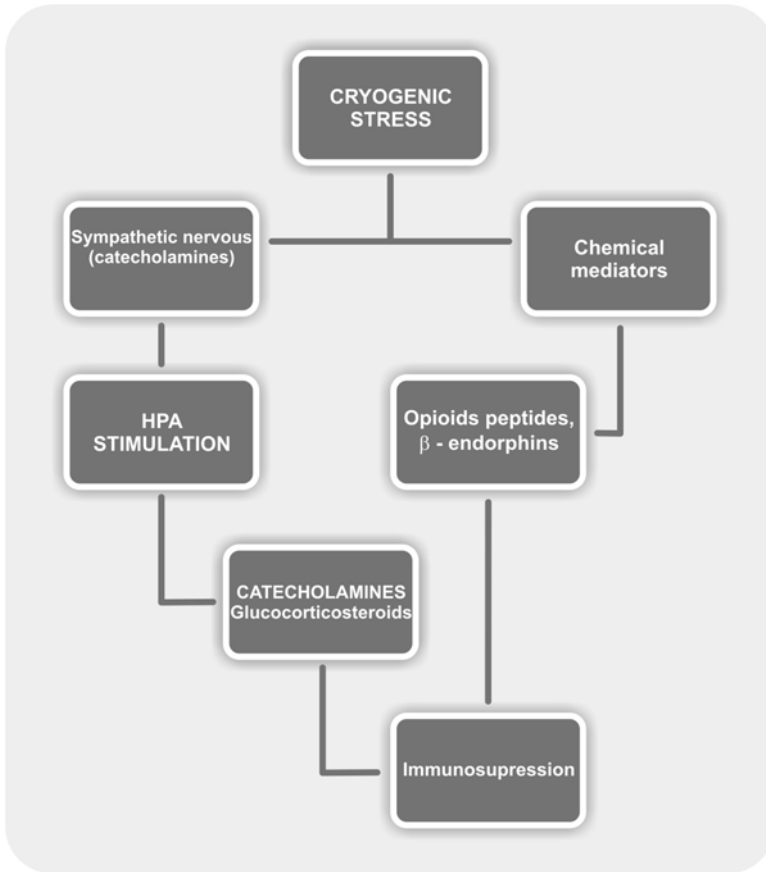 CRYOGENIC
STRESS
Sympathetic nervous
(catecholamines)
Chemical
mediators
HPA
STIMULATION
Opioids peptides,
β - endorphins
CATECHOLAMINES
Glucocorticosteroids
Immunosupression